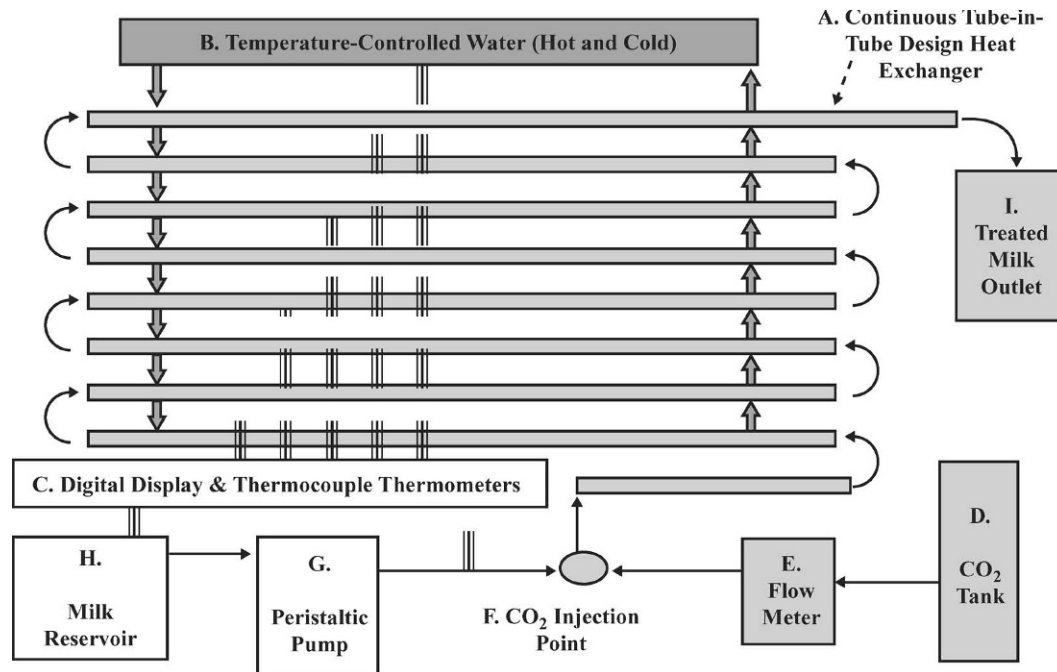 A. Continuous Tube-in-
Tube Design Heat
Exchanger
B. Temperature-Controlled Water (Hot and Cold)
I.
Treated
Milk
Outlet
C. Digital Display & Thermocouple Thermometers
D.
CO₂
Tank
H.
Milk
Reservoir
G.
Peristaltic
Pump
F. CO₂ Injection
Point
E.
Flow
Meter